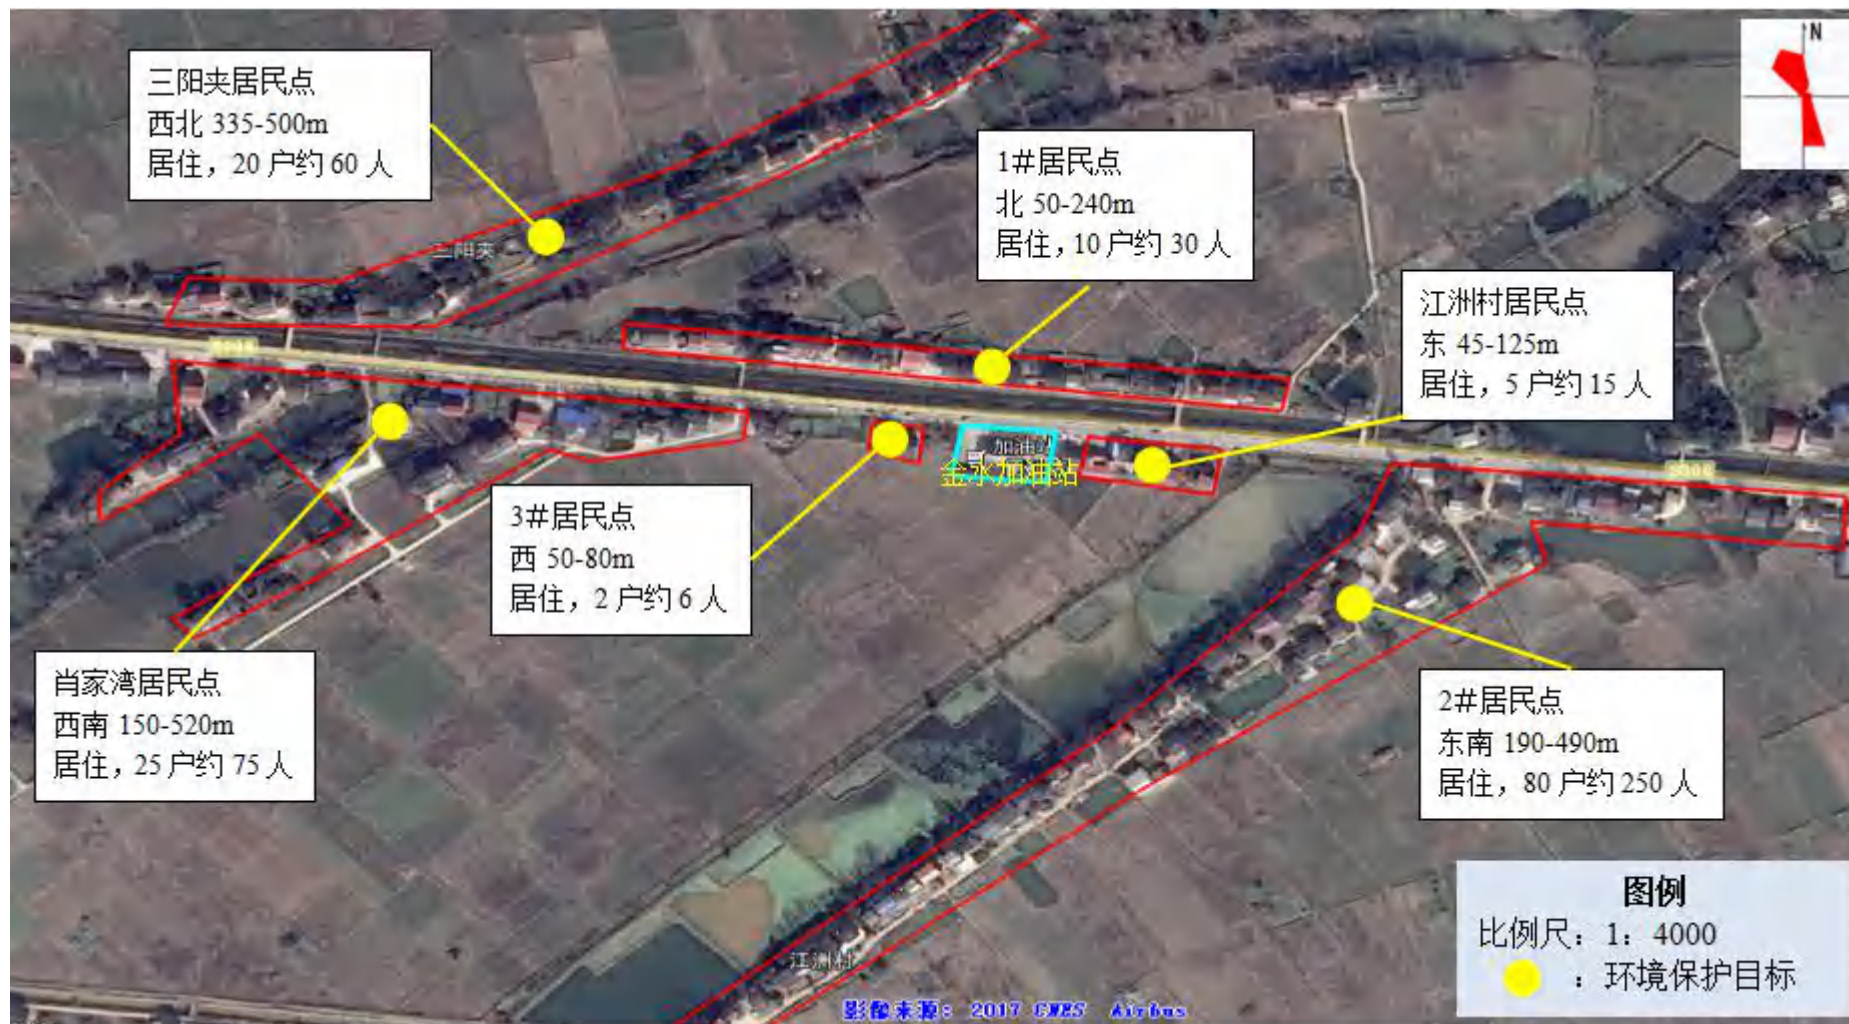 N
三阳夹居民点
西北 335-500m
居住，20 户约 60 人
1#居民点
北 50-240m
居住，10 户约 30 人
三阳夹
江洲村居民点
东 45-125m
居住，5 户约 15 人
加油站
金水加油站
3#居民点
西 50-80m
居住，2 户约 6 人
肖家湾居民点
西南 150-520m
居住，25 户约 75 人
2#居民点
东南 190-490m
居住，80 户约 250 人
江洲村
图例
比例尺：1：4000
：环境保护目标
影像来源：2017 CNES Airbus